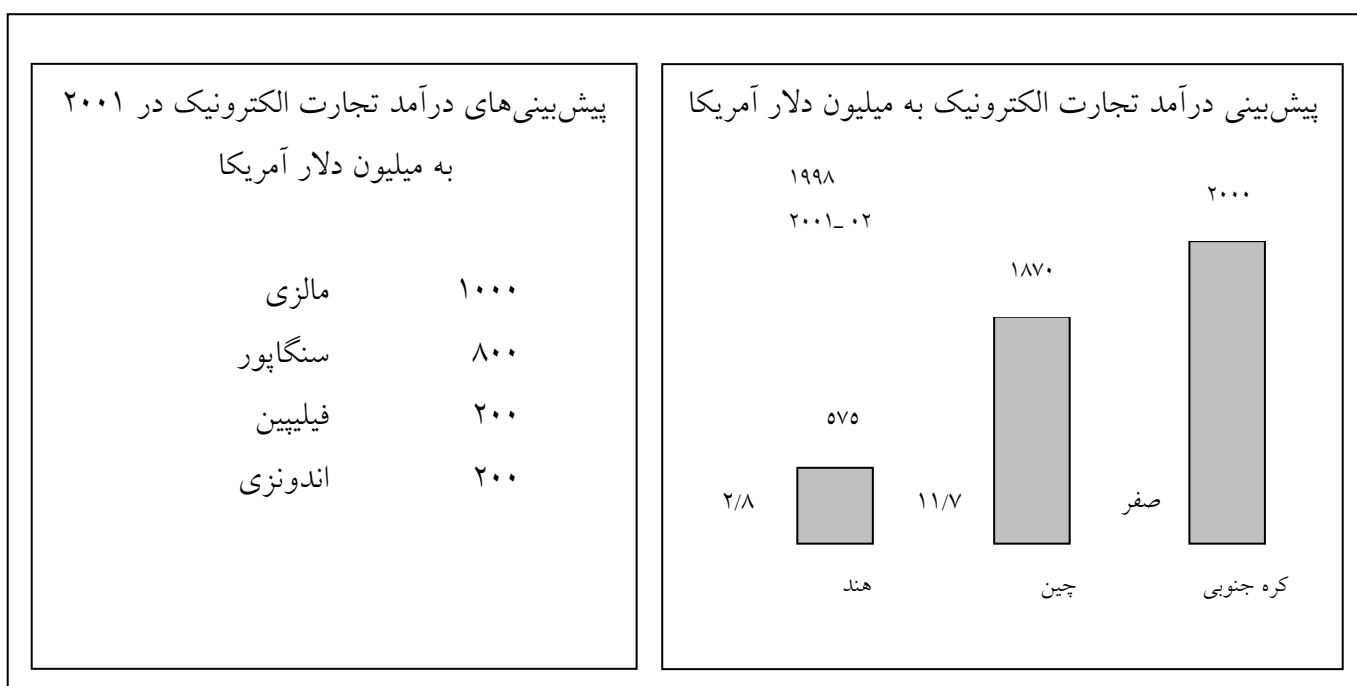 پیش‌بینی درآمد تجارت الکترونیک به میلیون دلار آمریکا
۱۹۹۸
۲۰۰۱_ ۰۲
۲۰۰۰
۱۸۷۰
۵۷۵
صفر
۱۱/۷
۲/۸
کره جنوبی
چین
هند
پیش‌بینی‌های درآمد تجارت الکترونیک در ۲۰۰۱
به میلیون دلار آمریکا
۱۰۰۰ مالزی
۸۰۰ سنگاپور
۲۰۰ فیلیپین
۲۰۰ اندونزی